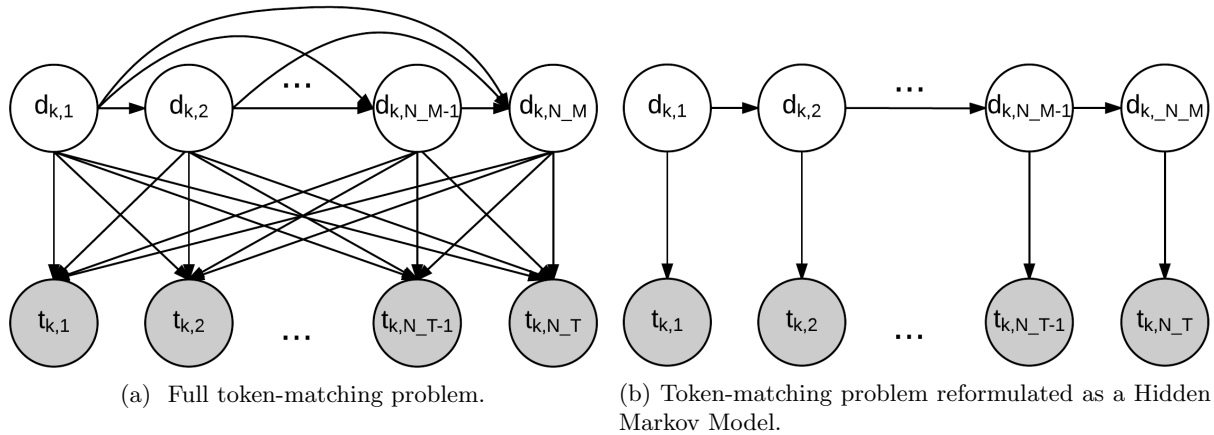 ...
d_{k,1} d_{k,2} d_{k,N_M-1} d_{k,N_M}
t_{k,1} t_{k,2} ... t_{k,N_T-1} t_{k,N_T}
(a) Full token-matching problem.
...
d_{k,1} d_{k,2} d_{k,N_M-1} d_{k,_N_M}
t_{k,1} t_{k,2} ... t_{k,N_T-1} t_{k,N_T}
(b) Token-matching problem reformulated as a Hidden
Markov Model.